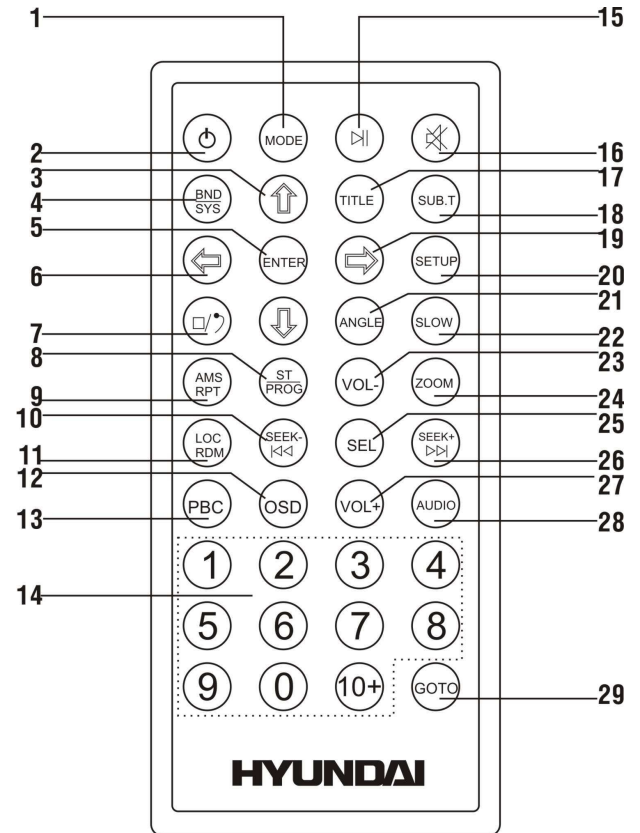 1
15
MODE
2
16
3
17
4
BND
SYS
TITLE
SUB.T
18
5
19
6
ENTER
SETUP
20
21
7
ANGLE
SLOW
22
8
23
AMS
RPT
ST
PROG
VOL-
ZOOM
9
24
10
25
LOC
RDM
SEEK-
SEL
SEEK+
11
26
12
27
PBC
OSD
VOL+
AUDIO
13
28
1 2 3 4
14
5 6 7 8
9 0 10+ GOTO
29
HYUNDAI